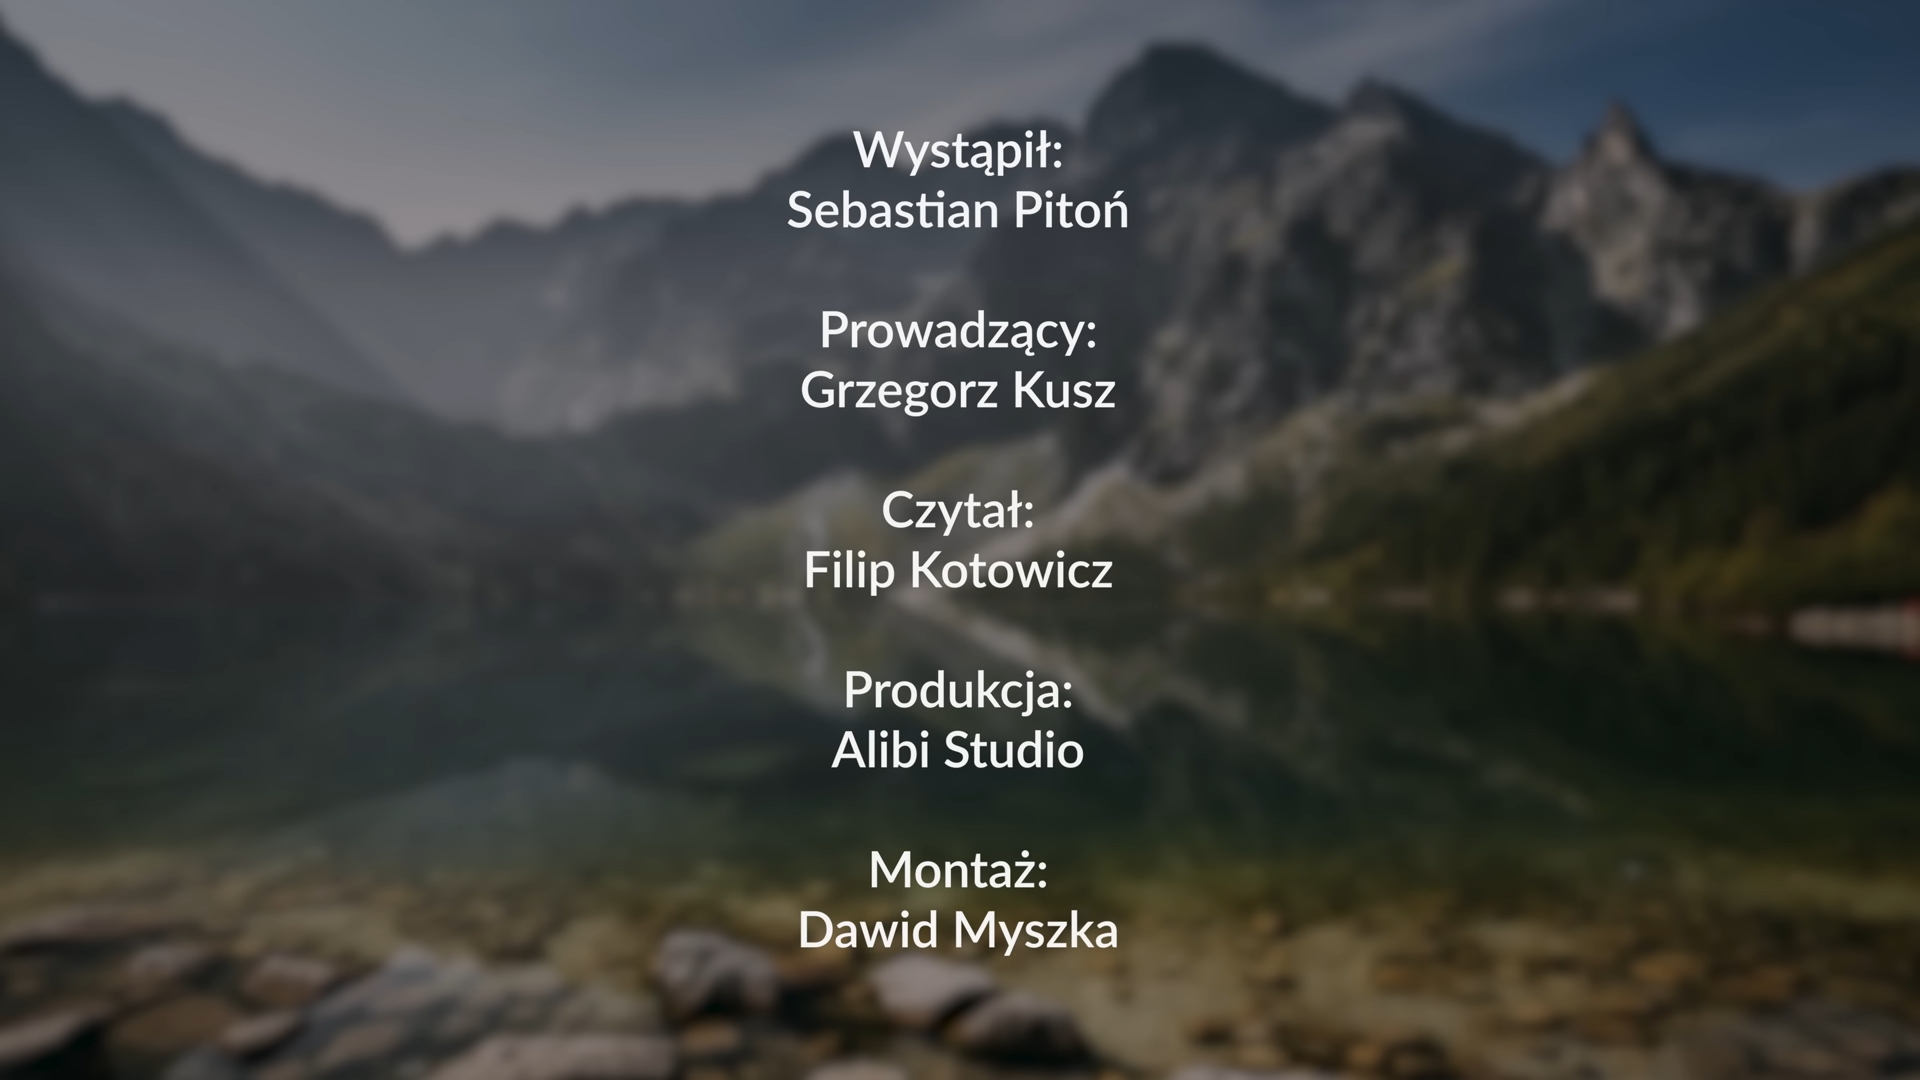 Wystąpił:
Sebastian Pitoń
Prowadzący:
Grzegorz Kusz
Czytał:
Filip Kotowicz
Produkcja:
Alibi Studio
Montaż:
Dawid Myszka